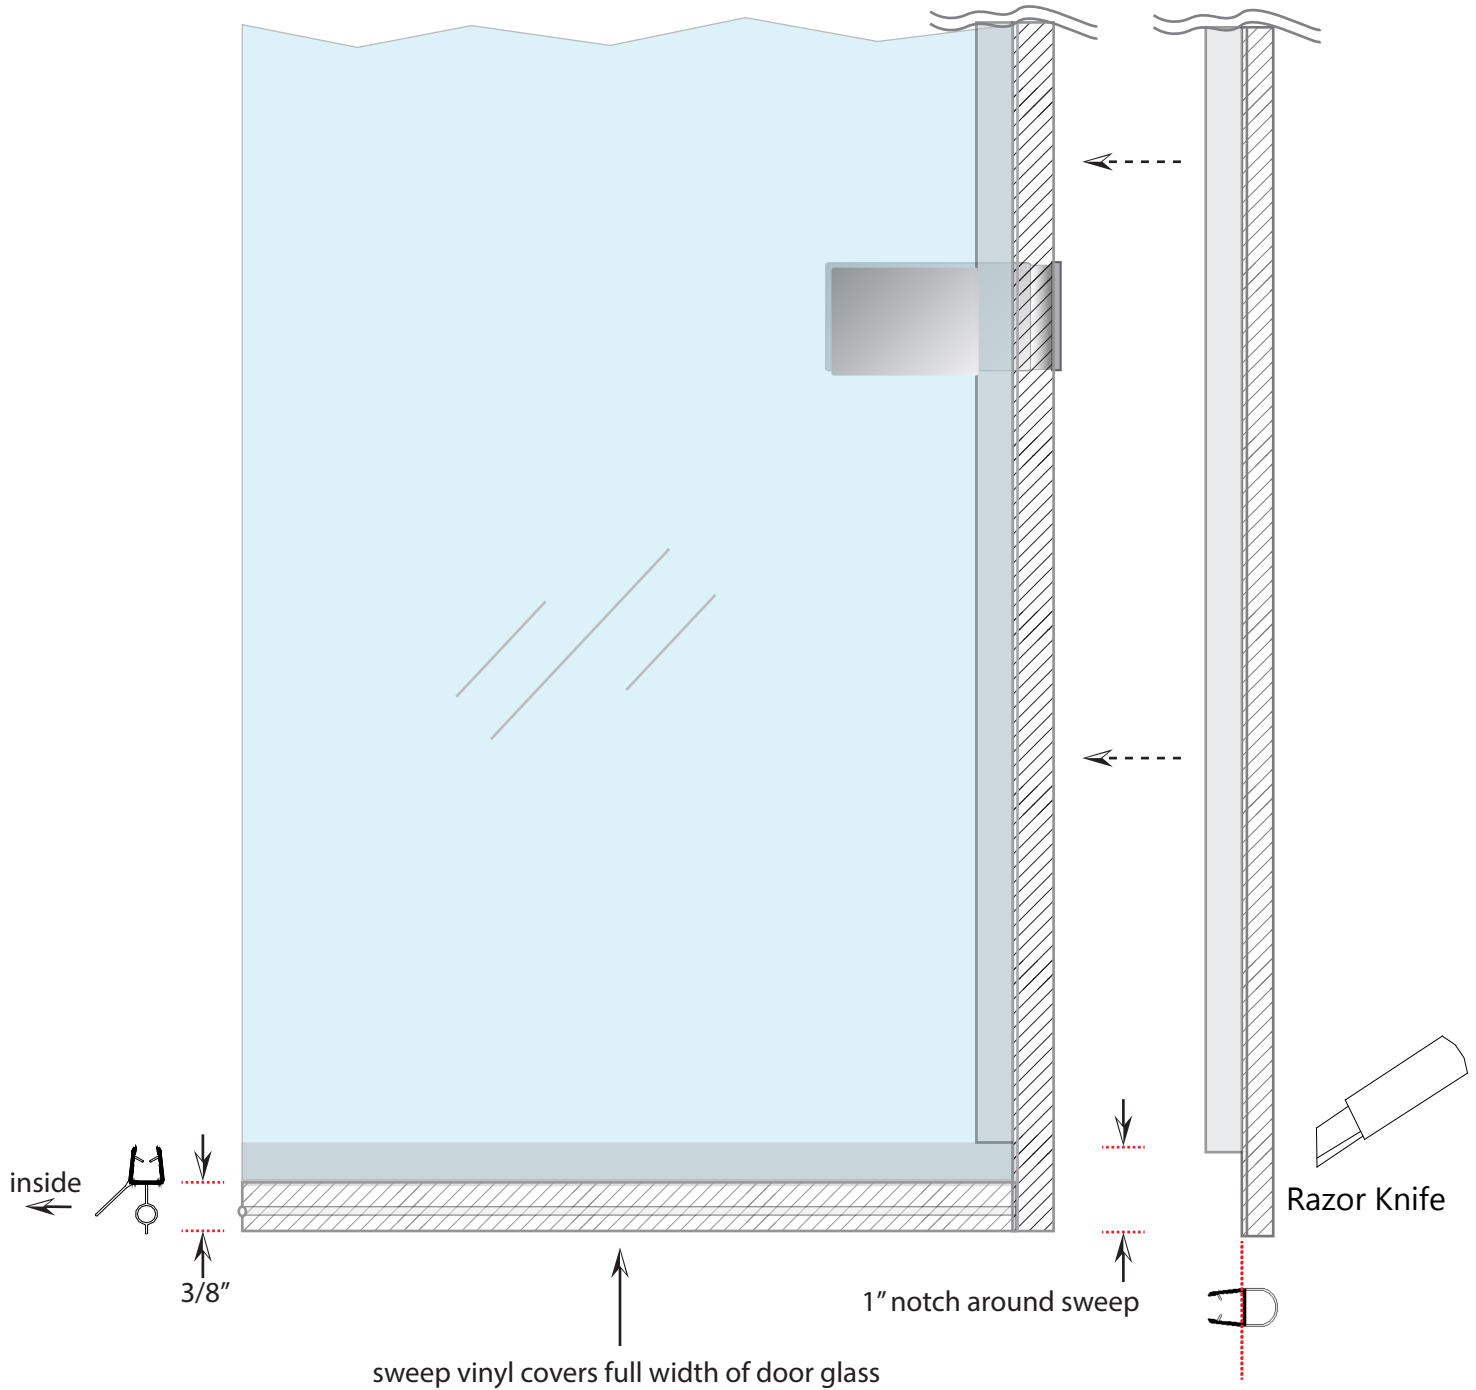 inside
Razor Knife
3/8”
1” notch around sweep
sweep vinyl covers full width of door glass